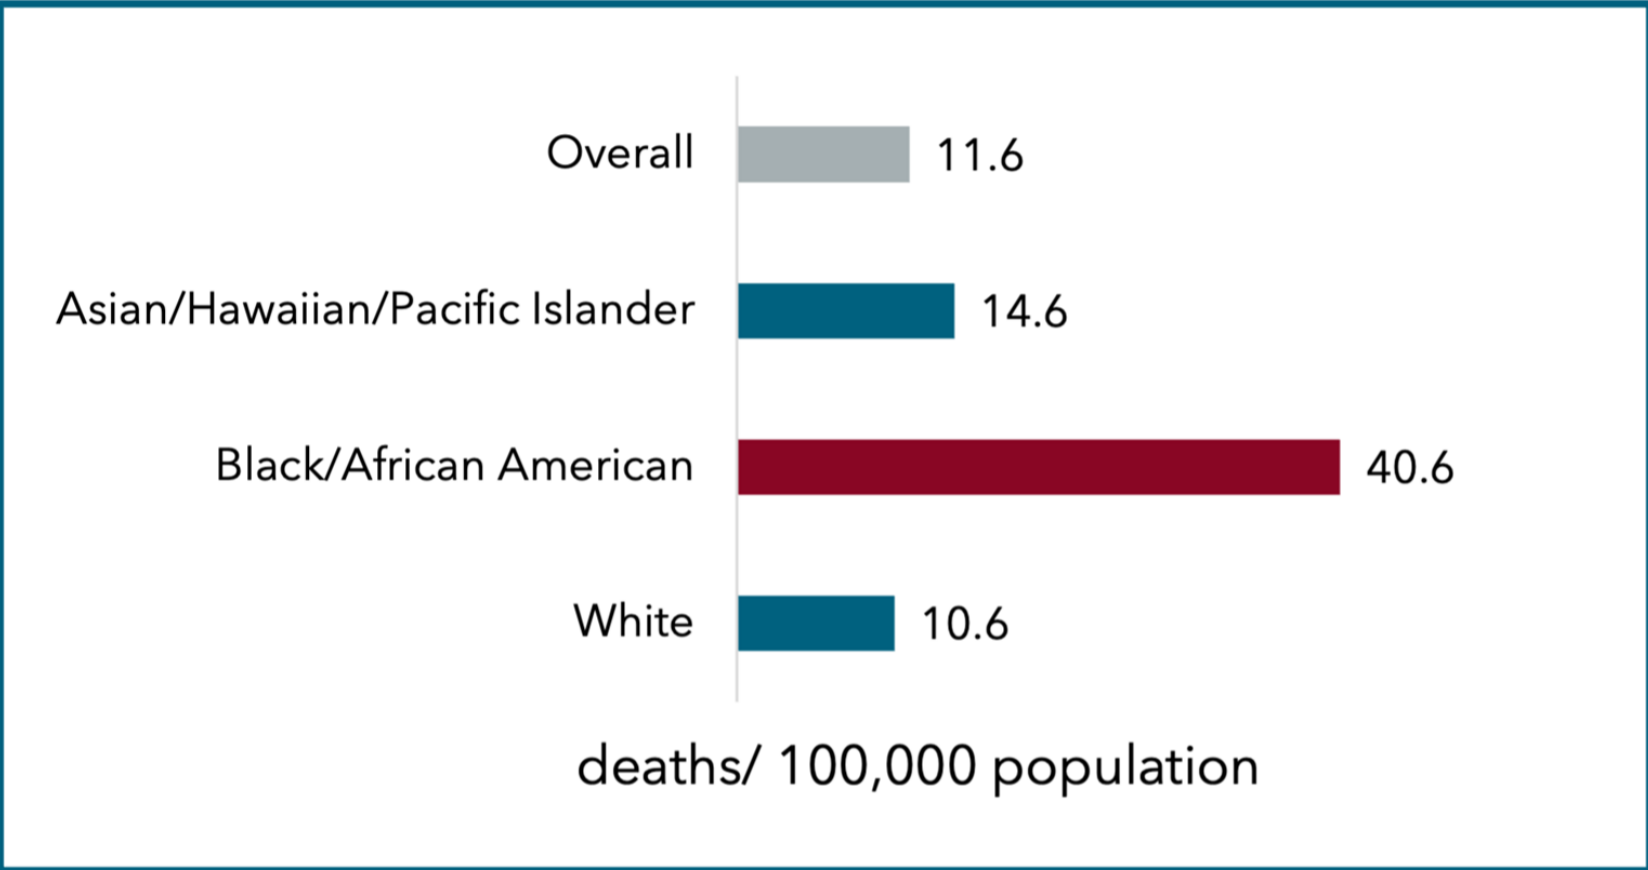 Overall 11.6
Asian/Hawaiian/Pacific Islander 14.6
Black/African American 40.6
White 10.6
deaths/ 100,000 population